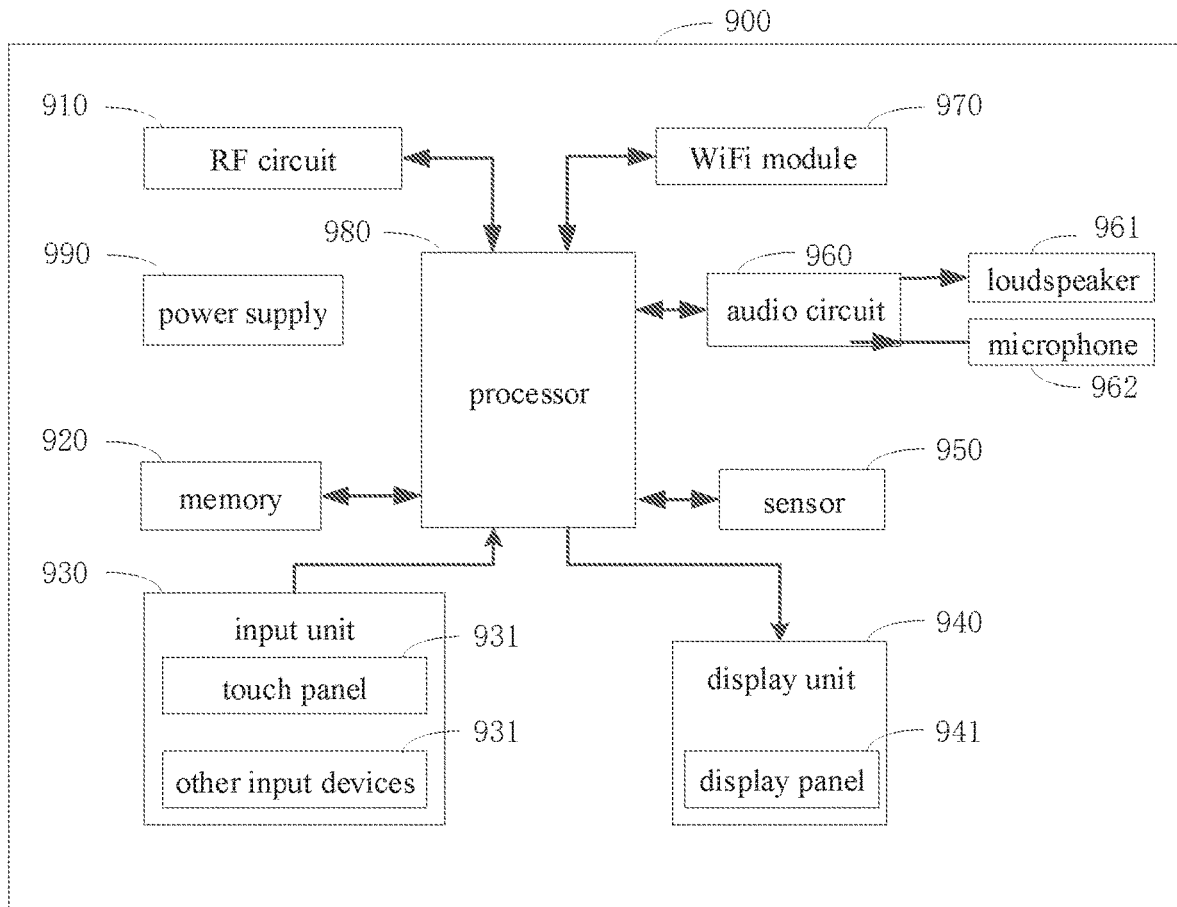 900
910
970
RF circuit
WiFi module
980
990
960
961
power supply
audio circuit
loudspeaker
microphone
962
processor
920
950
memory
sensor
930
input unit
931
touch panel
931
other input devices
940
display unit
941
display panel